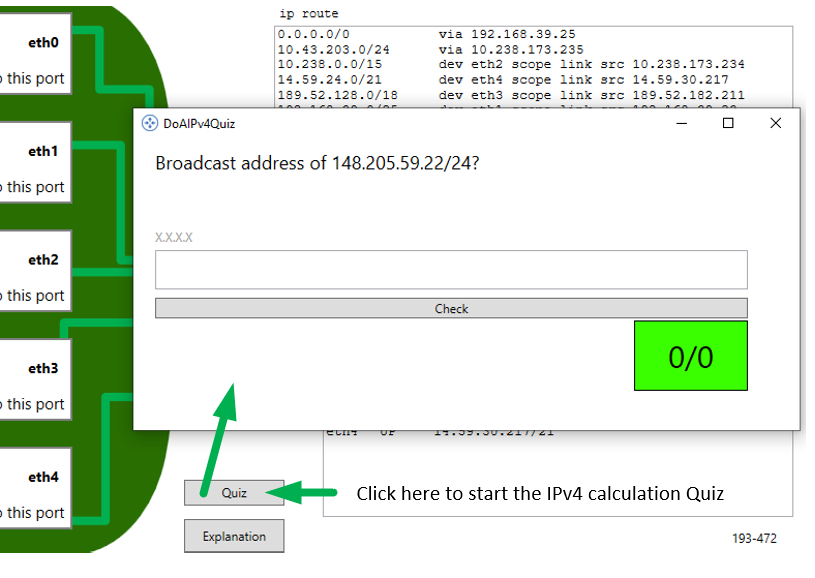 ip route
0.0.0.0/0 via 192.168.39.25
10.43.203.0/24 via 10.238.173.235
10.238.0.0/15 dev eth2 scope link src 10.238.173.234
14.59.24.0/21 dev eth4 scope link src 14.59.30.217
189.52.128.0/18 dev eth3 scope link src 189.52.182.211
eth0
this port
eth1
this port
eth2
this port
eth3
this port
eth4
this port
DoAIPv4Quiz
Broadcast address of 148.205.59.22/24?
X.X.X.X
Check
0/0
eth4 UP 14.59.30.217/21
Quiz
Click here to start the IPv4 calculation Quiz
Explanation
193-472